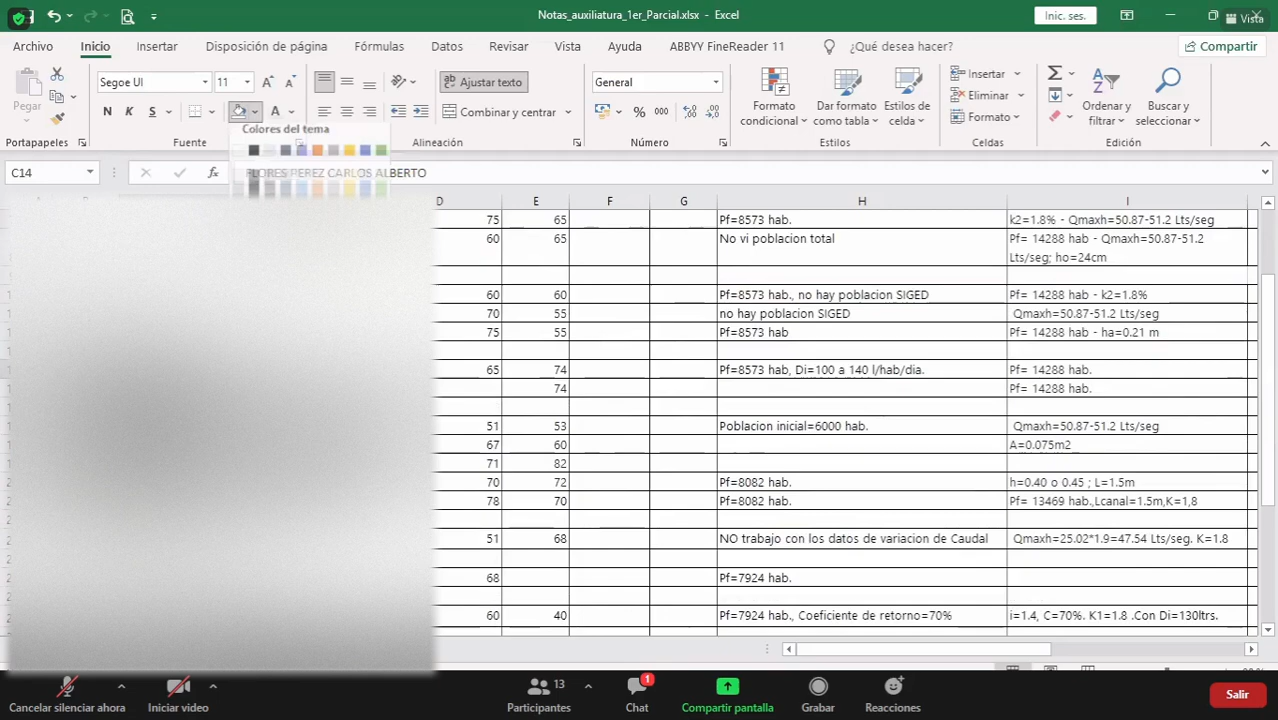 Notas_auxiliatura_1er_Parcial.xlsx - Excel
Inic. ses.
Vista
Archivo Inicio Insertar Disposición de página Fórmulas Datos Revisar Vista Ayuda ABBYY FineReader 11 ¿Qué desea hacer? Compartir
Pegar
Segoe UI 11
N K S
Ajustar texto
Combinar y centrar
General
% 000
Formato condicional
Dar formato como tabla
Estilos de celda
Insertar
Eliminar
Formato
Ordenar y filtrar
Buscar y seleccionar
Portapapeles Fuente Alineación Número Estilos Celdas Edición
Colores del tema
C14 fx FLORES PEREZ CARLOS ALBERTO
D E F G H I
75 65 Pf=8573 hab. k2=1.8% - Qmaxh=50.87-51.2 Lts/seg
60 65 No vi poblacion total Pf= 14288 hab - Qmaxh=50.87-51.2
Lts/seg; ho=24cm
60 60 Pf=8573 hab., no hay poblacion SIGED Pf= 14288 hab - k2=1.8%
70 55 no hay poblacion SIGED Qmaxh=50.87-51.2 Lts/seg
75 55 Pf=8573 hab Pf= 14288 hab - ha=0.21 m
65 74 Pf=8573 hab, Di=100 a 140 l/hab/dia. Pf= 14288 hab.
74 Pf= 14288 hab.
51 53 Poblacion inicial=6000 hab. Qmaxh=50.87-51.2 Lts/seg
67 60 A=0.075m2
71 82
70 72 Pf=8082 hab. h=0.40 o 0.45 ; L=1.5m
78 70 Pf=8082 hab. Pf= 13469 hab.,Lcanal=1.5m,K=1,8
51 68 NO trabajo con los datos de variacion de Caudal Qmaxh=25.02*1.9=47.54 Lts/seg. K=1.8
68 Pf=7924 hab.
60 40 Pf=7924 hab., Coeficiente de retorno=70% i=1.4, C=70%. K1=1.8 .Con Di=130ltrs.
Cancelar silenciar ahora
Iniciar video
13
Participantes
1
Chat
Compartir pantalla
Grabar
Reacciones
Salir